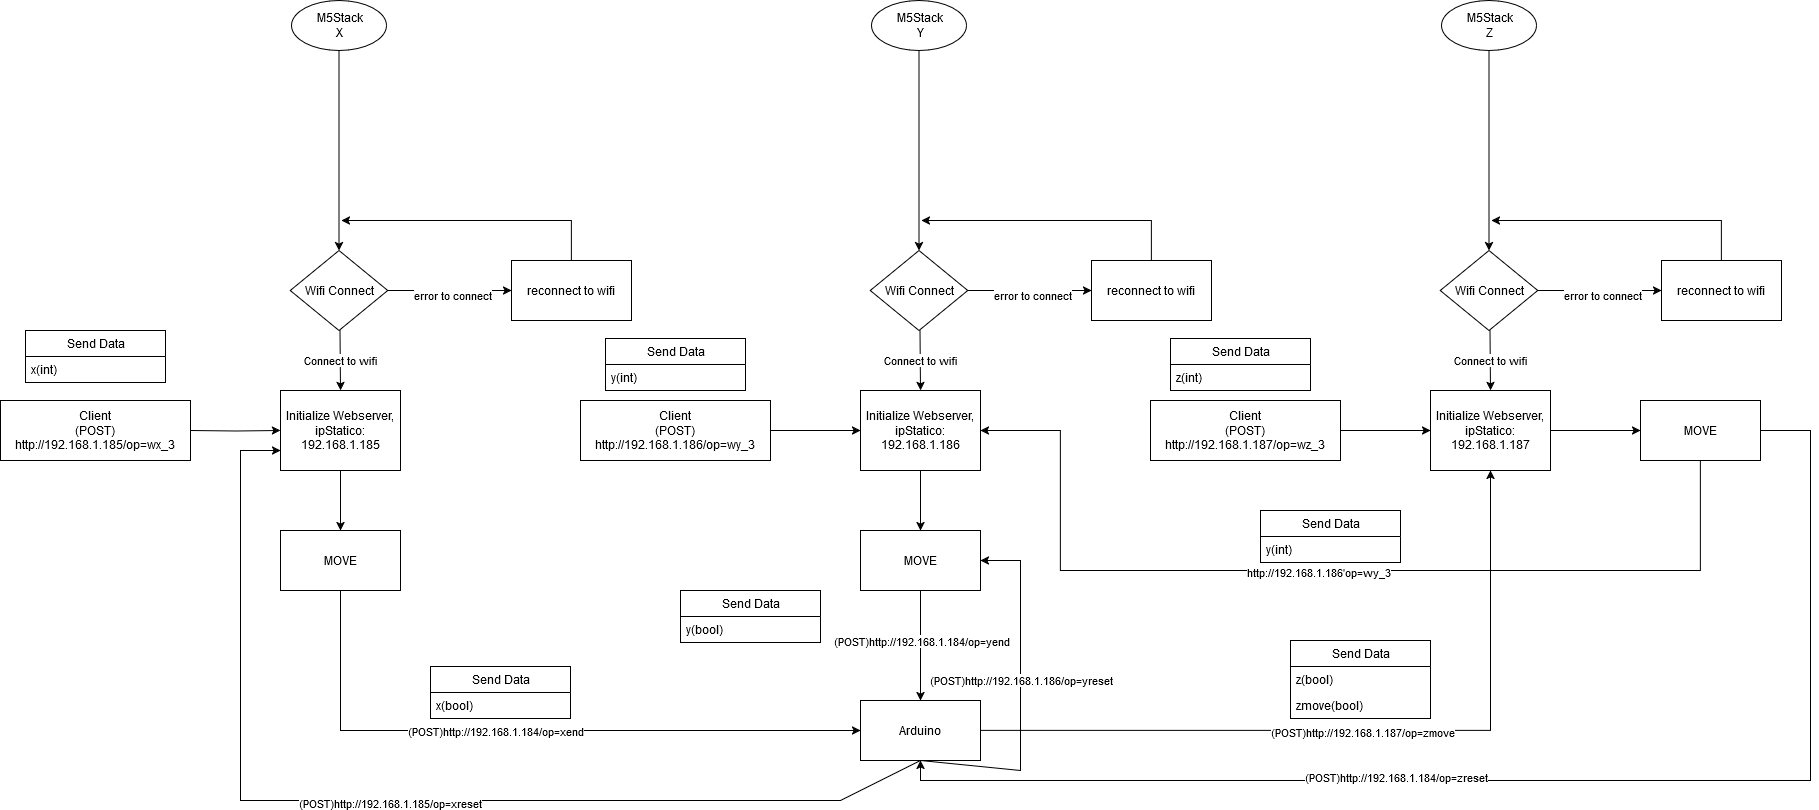 M5Stack
X
M5Stack
Y
M5Stack
Z
Wifi Connect
error to connect
reconnect to wifi
Wifi Connect
error to connect
reconnect to wifi
Wifi Connect
error to connect
reconnect to wifi
Send Data
x(int)
Connect to wifi
Send Data
y(int)
Connect to wifi
Send Data
z(int)
Connect to wifi
Client
(POST)
http://192.168.1.185/op=wx_3
Initialize Webserver,
ipStatico:
192.168.1.185
Client
(POST)
http://192.168.1.186/op=wy_3
Initialize Webserver,
ipStatico:
192.168.1.186
Client
(POST)
http://192.168.1.187/op=wz_3
Initialize Webserver,
ipStatico:
192.168.1.187
MOVE
MOVE
MOVE
Send Data
y(int)
http://192.168.1.186'op=wy_3
Send Data
y(bool)
(POST)http://192.168.1.184/op=yend
(POST)http://192.168.1.186/op=yreset
Send Data
z(bool)
zmove(bool)
Send Data
x(bool)
(POST)http://192.168.1.184/op=xend
Arduino
(POST)http://192.168.1.187/op=zmove
(POST)http://192.168.1.184/op=zreset
(POST)http://192.168.1.185/op=xreset